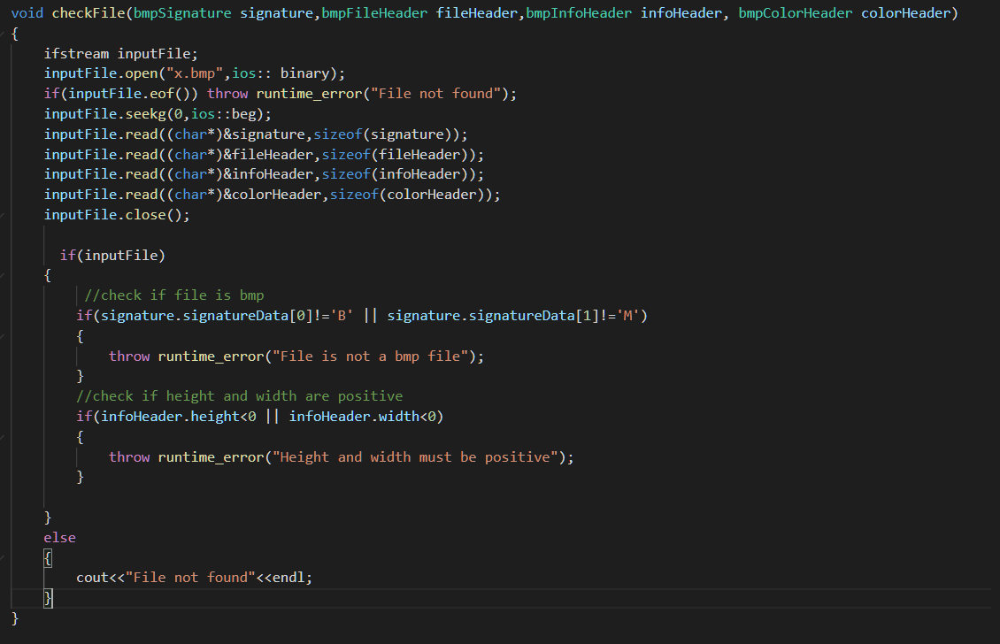 void checkFile(bmpSignature signature,bmpFileHeader fileHeader,bmpInfoHeader infoHeader, bmpColorHeader colorHeader)
{
    ifstream inputFile;
    inputFile.open("x.bmp",ios:: binary);
    if(inputFile.eof()) throw runtime_error("File not found");
    inputFile.seekg(0,ios::beg);
    inputFile.read((char*)&signature,sizeof(signature));
    inputFile.read((char*)&fileHeader,sizeof(fileHeader));
    inputFile.read((char*)&infoHeader,sizeof(infoHeader));
    inputFile.read((char*)&colorHeader,sizeof(colorHeader));
    inputFile.close();

      if(inputFile)
    {
         //check if file is bmp
        if(signature.signatureData[0]!='B' || signature.signatureData[1]!='M')
        {
            throw runtime_error("File is not a bmp file");
        }
        //check if height and width are positive
        if(infoHeader.height<0 || infoHeader.width<0)
        {
            throw runtime_error("Height and width must be positive");
        }

    }
    else
    {
        cout<<"File not found"<<endl;
    }
}